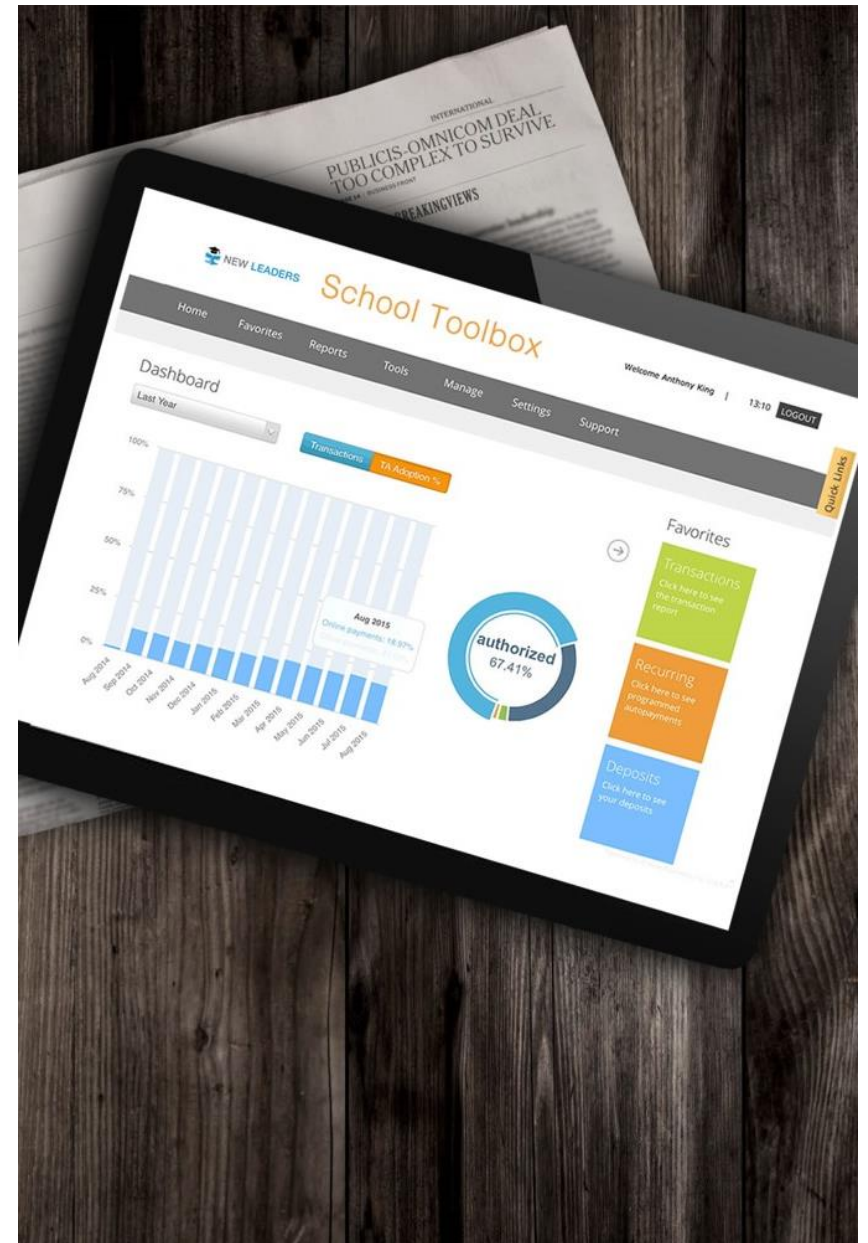 INTERNATIONAL
PUBLICIS-OMNICOM DEAL
TOO COMPLEX TO SURVIVE
BUSINESS FRONT
BREAKINGVIEWS
NEW LEADERS
School Toolbox
Welcome Anthony King | 13:10 LOGOUT
Home Favorites Reports Tools Manage Settings Support
Quick Links
Dashboard
Last Year
Transactions TA Adoption %
100%
75%
50%
25%
0%
Aug 2014 Sep 2014 Oct 2014 Nov 2014 Dec 2014 Jan 2015 Feb 2015 Mar 2015 Apr 2015 May 2015 Jun 2015 Jul 2015 Aug 2015
Aug 2015
Online payments: 18.97%
authorized
67.41%
Favorites
Transactions
Click here to see
the transaction
report
Recurring
Click here to see
programmed
autopayments
Deposits
Click here to see
your deposits